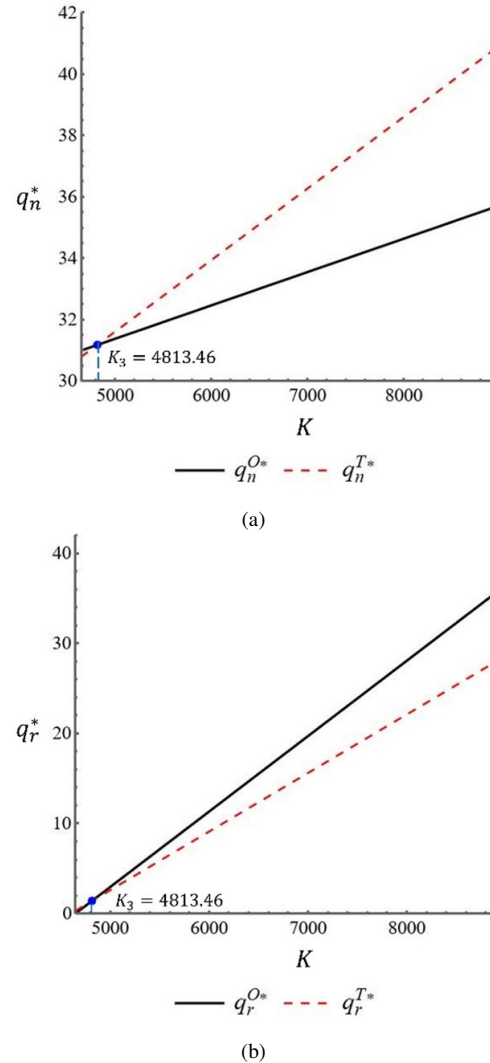 42
42
38
36
34
32
30
q_n^*
K_3 = 4813.46
5000 6000 7000 8000
K
q_n^{O*} q_n^{T*}
(a)
40
30
20
10
0
q_r^*
K_3 = 4813.46
5000 6000 7000 8000
K
q_r^{O*} q_r^{T*}
(b)